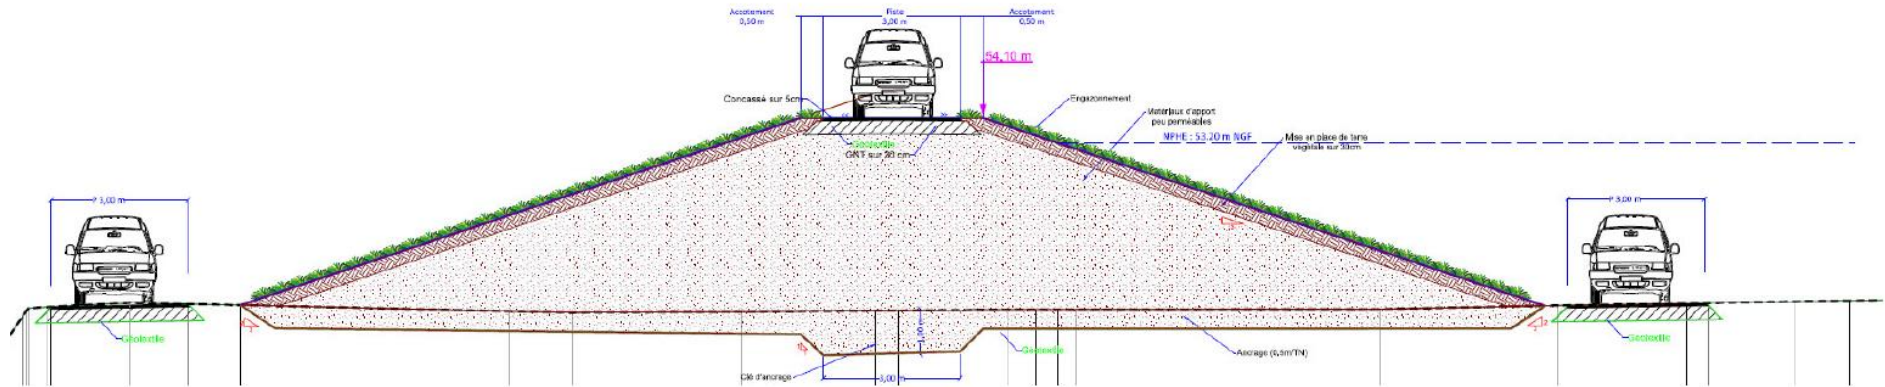 Accotement
0,50 m
Piste
3,00 m
Accotement
0,50 m
54,10 m
Concassé sur 5cm
Engazonnement
Matériaux d'apport
peu perméables
NPHE : 53.20 m NGF
Mise en place de terre
végétale sur 30cm
Géotextile
GNT sur 30 cm
P 3,00 m
P 3,00 m
Géotextile
1,00 m
Géotextile
Géotextile
Ancrage (0,5m/TN)
Clé d'ancrage
3,00 m